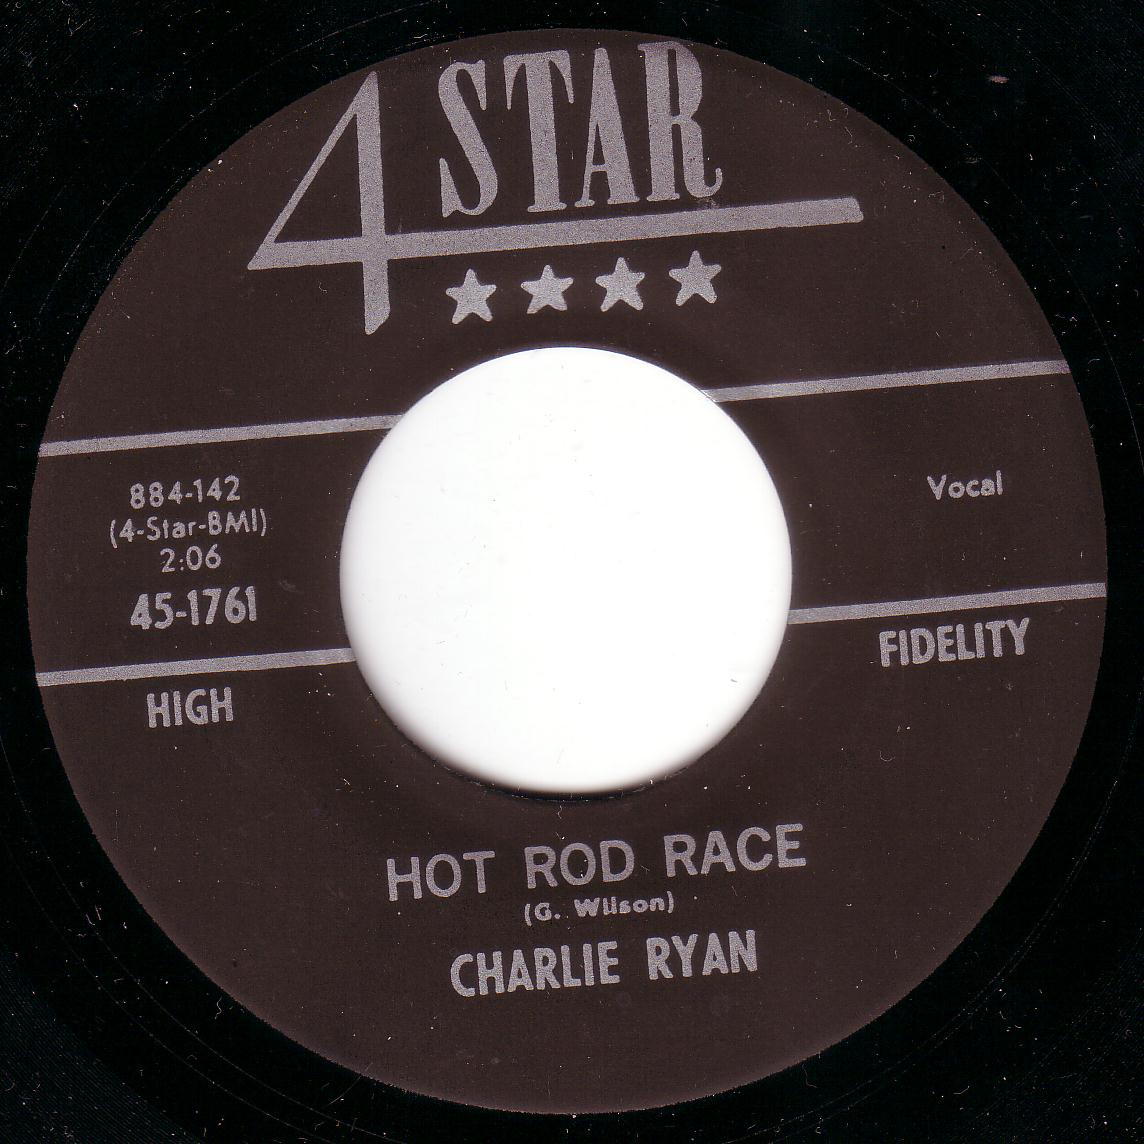 4 STAR
884-142
(4-Star-BMI)
2:06
45-1761
Vocal
HIGH FIDELITY
HOT ROD RACE
(G. Wilson)
CHARLIE RYAN